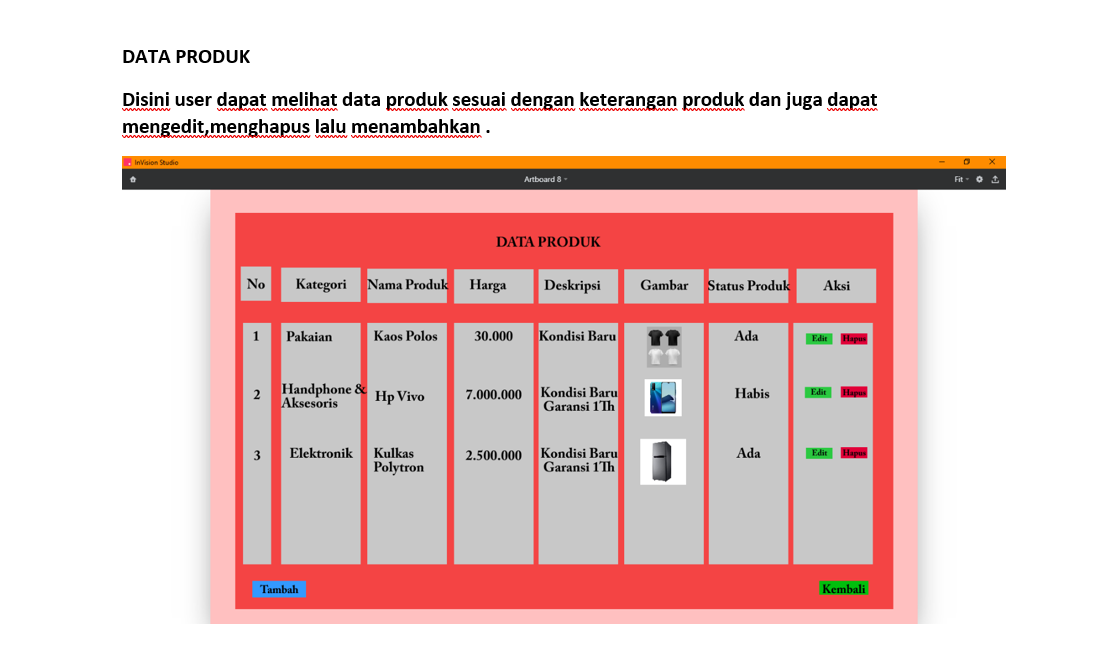 DATA PRODUK
Disini user dapat melihat data produk sesuai dengan keterangan produk dan juga dapat
mengedit,menghapus lalu menambahkan .
InVision Studio
Artboard 8
Fit
DATA PRODUK
No Kategori Nama Produk Harga Deskripsi Gambar Status Produk Aksi
1 Pakaian Kaos Polos 30.000 Kondisi Baru Ada Edit Hapus
2 Handphone & Hp Vivo 7.000.000 Kondisi Baru Habis Edit Hapus
Aksesoris Garansi 1Th
3 Elektronik Kulkas 2.500.000 Kondisi Baru Ada Edit Hapus
Polytron Garansi 1Th
Tambah Kembali